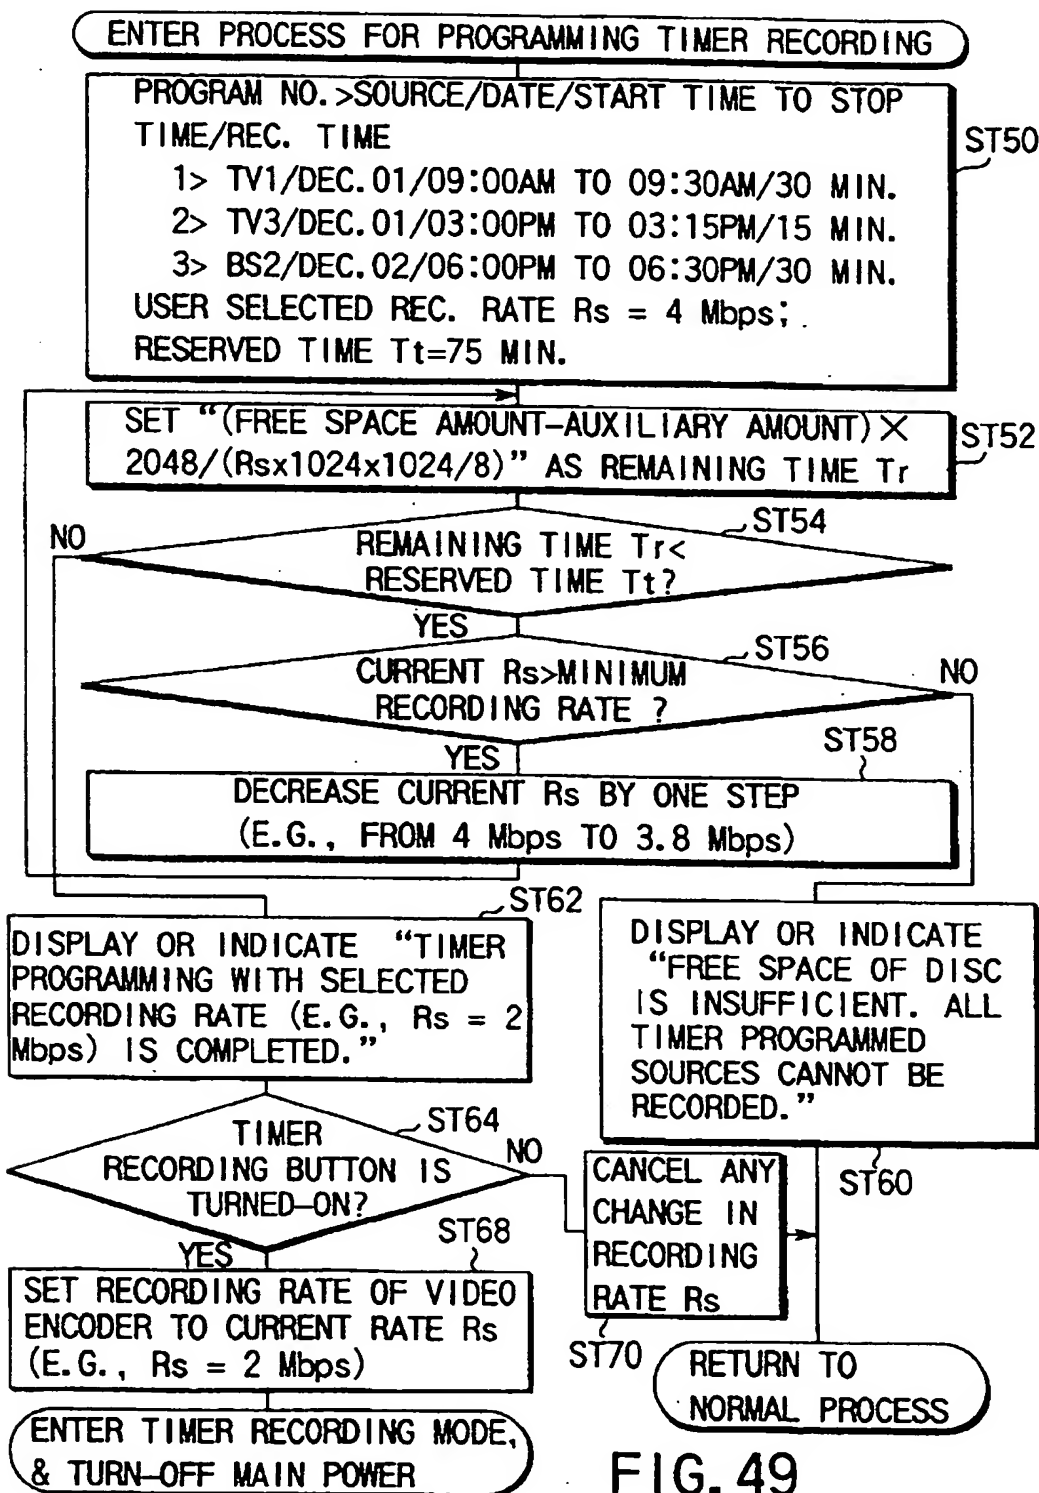 ENTER PROCESS FOR PROGRAMMING TIMER RECORDING
PROGRAM NO.>SOURCE/DATE/START TIME TO STOP
TIME/REC. TIME
1> TV1/DEC.01/09:00AM TO 09:30AM/30 MIN.
2> TV3/DEC.01/03:00PM TO 03:15PM/15 MIN.
3> BS2/DEC.02/06:00PM TO 06:30PM/30 MIN.
USER SELECTED REC. RATE Rs = 4 Mbps;
RESERVED TIME Tt=75 MIN.
ST50
SET "(FREE SPACE AMOUNT-AUXILIARY AMOUNT)×
2048/(Rsx1024x1024/8)" AS REMAINING TIME Tr
ST52
ST54
NO
REMAINING TIME Tr<
RESERVED TIME Tt?
YES
ST56
CURRENT Rs>MINIMUM
RECORDING RATE ?
NO
YES
ST58
DECREASE CURRENT Rs BY ONE STEP
(E.G., FROM 4 Mbps TO 3.8 Mbps)
ST62
DISPLAY OR INDICATE "TIMER
PROGRAMMING WITH SELECTED
RECORDING RATE (E.G., Rs = 2
Mbps) IS COMPLETED."
DISPLAY OR INDICATE
"FREE SPACE OF DISC
IS INSUFFICIENT. ALL
TIMER PROGRAMMED
SOURCES CANNOT BE
RECORDED."
ST60
ST64
TIMER
RECORDING BUTTON IS
TURNED-ON?
NO
YES
CANCEL ANY
CHANGE IN
RECORDING
RATE Rs
ST70
ST68
SET RECORDING RATE OF VIDEO
ENCODER TO CURRENT RATE Rs
(E.G., Rs = 2 Mbps)
RETURN TO
NORMAL PROCESS
ENTER TIMER RECORDING MODE,
& TURN-OFF MAIN POWER
FIG. 49